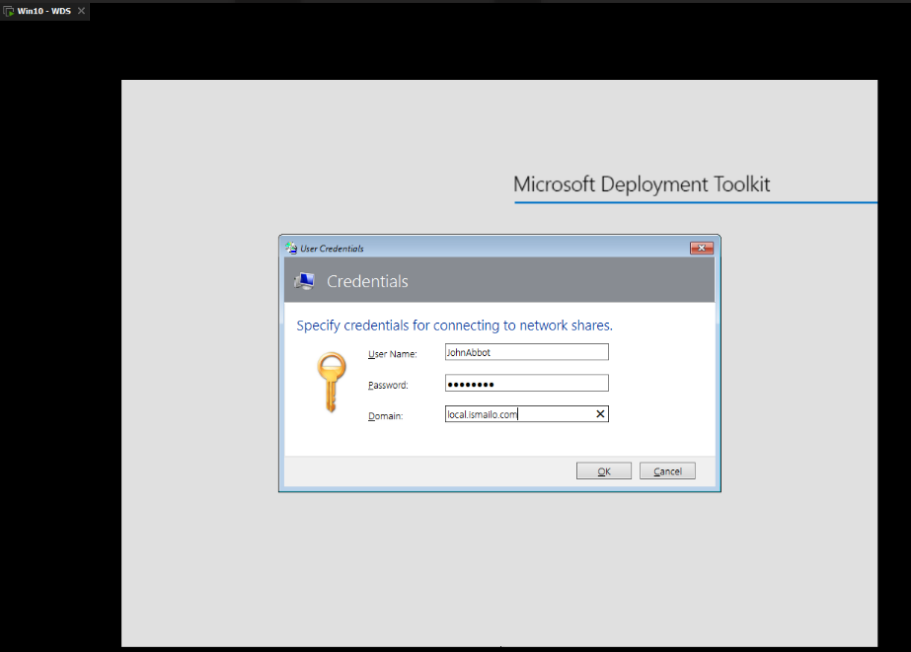 Win10 - WDS
Microsoft Deployment Toolkit
User Credentials
Credentials
Specify credentials for connecting to network shares.
User Name: JohnAbbot
Password: ●●●●●●●●
Domain: local.ismailo.com
OK Cancel